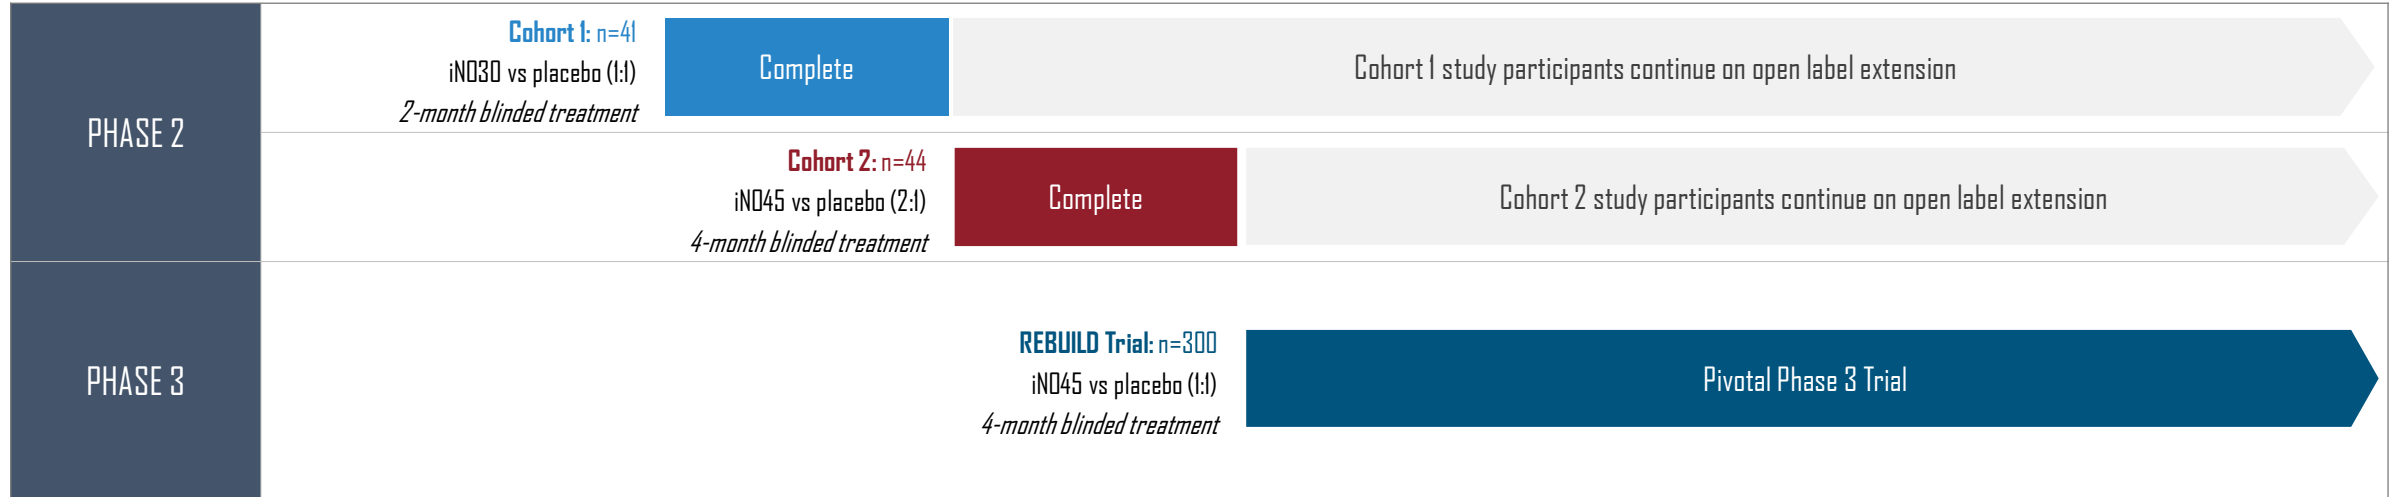 PHASE 2
Cohort 1: n=41
iNO30 vs placebo (1:1)
2-month blinded treatment
Complete
Cohort 1 study participants continue on open label extension
Cohort 2: n=44
iNO45 vs placebo (2:1)
4-month blinded treatment
Complete
Cohort 2 study participants continue on open label extension
PHASE 3
REBUILD Trial: n=300
iNO45 vs placebo (1:1)
4-month blinded treatment
Pivotal Phase 3 Trial